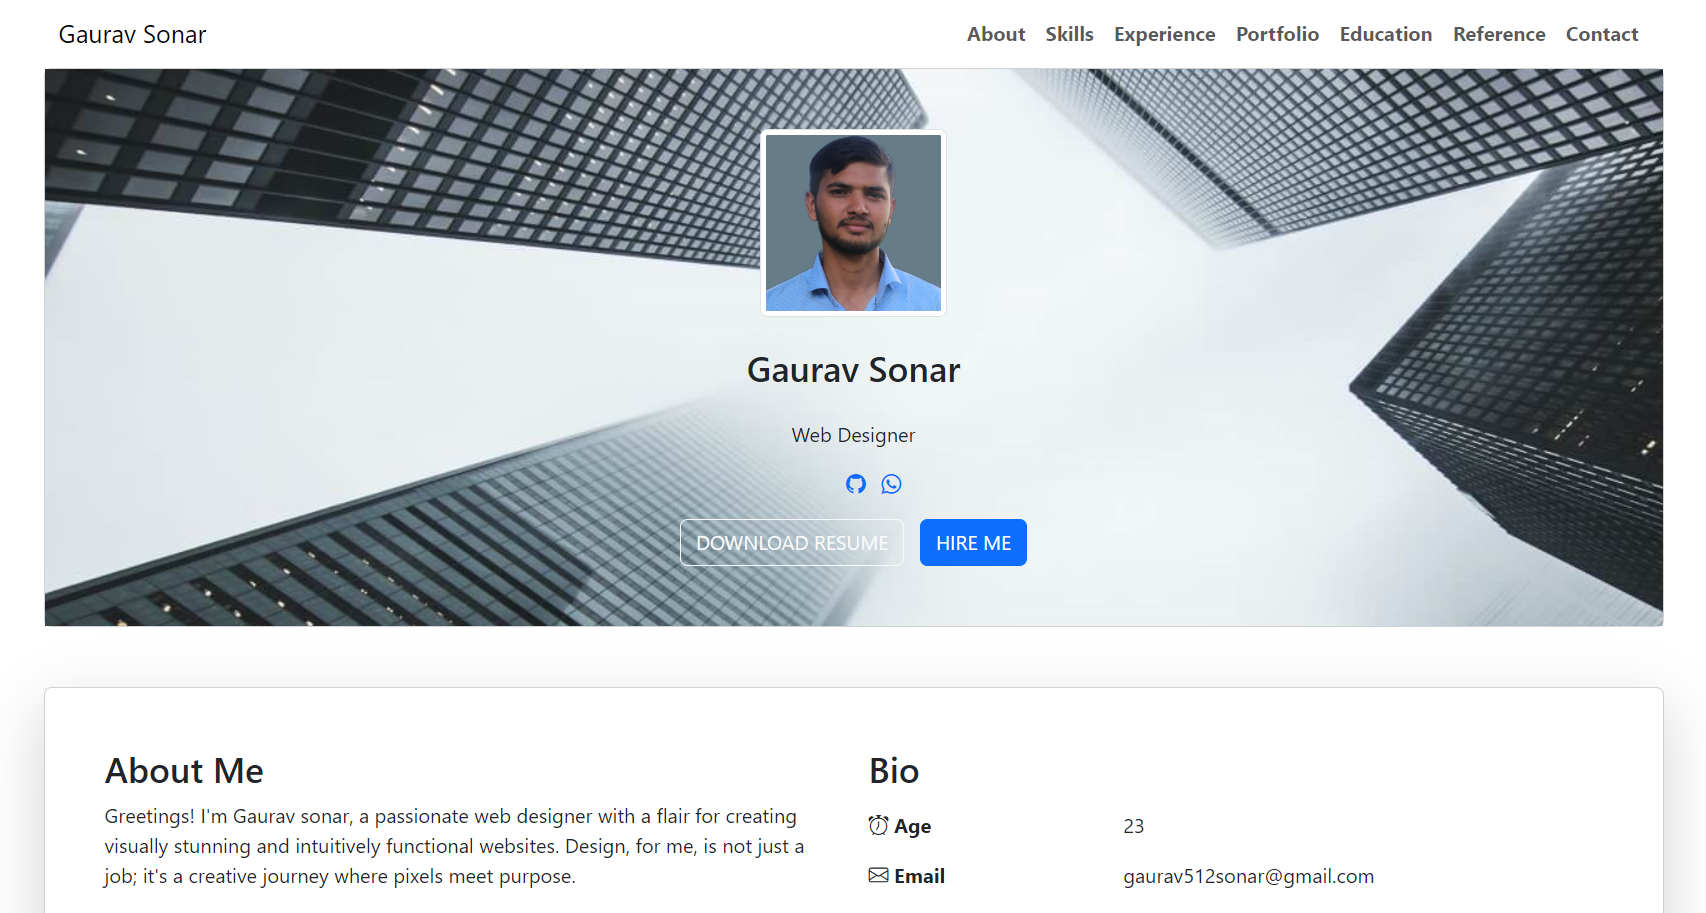 Gaurav Sonar
About Skills Experience Portfolio Education Reference Contact
Gaurav Sonar
Web Designer
DOWNLOAD RESUME HIRE ME
About Me
Greetings! I'm Gaurav sonar, a passionate web designer with a flair for creating
visually stunning and intuitively functional websites. Design, for me, is not just a
job; it's a creative journey where pixels meet purpose.
Bio
Age 23
Email gaurav512sonar@gmail.com